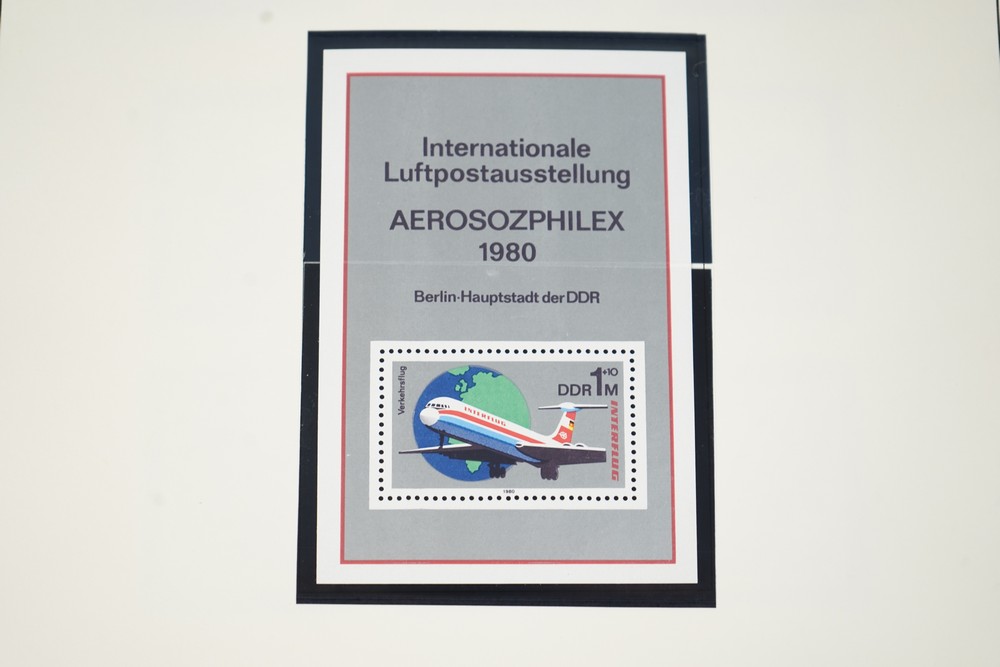 Internationale
Luftpostausstellung
AEROSOZPHILEX
1980
Berlin·Hauptstadt der DDR
Verkehrsflug
DDR 1+10 M
INTERFLUG
INTERFLUG
1980